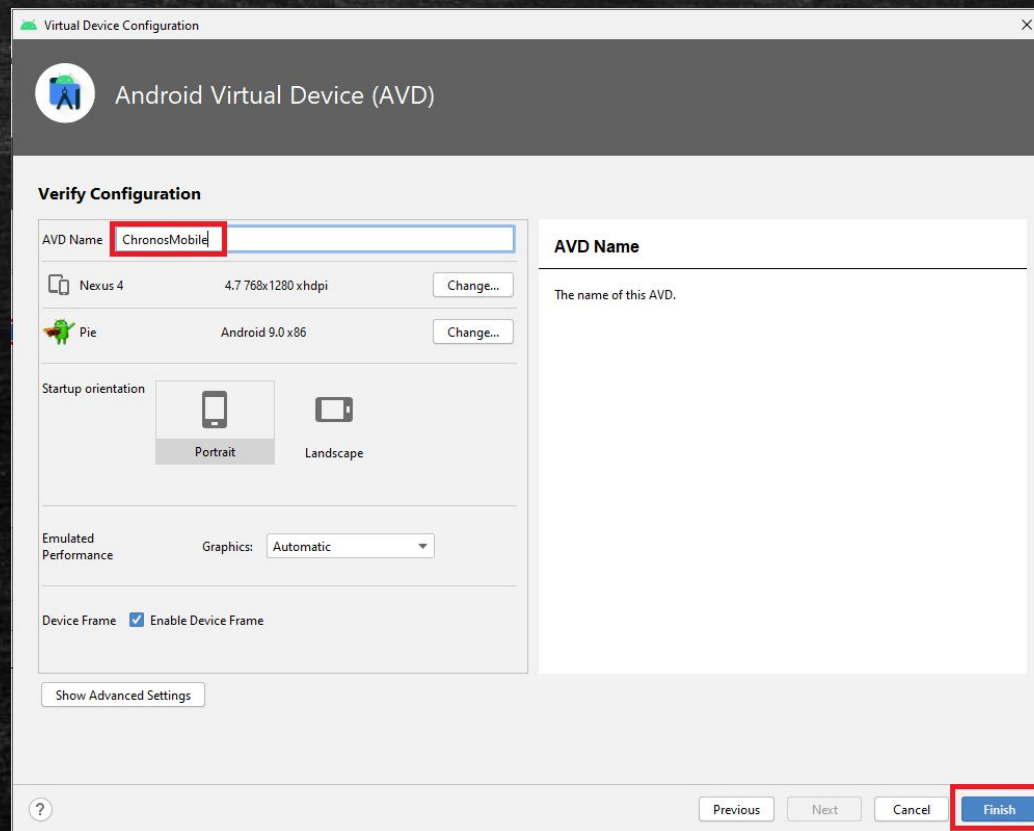 Virtual Device Configuration
Android Virtual Device (AVD)
Verify Configuration
AVD Name ChronosMobile
Nexus 4 4.7 768x1280 xhdpi Change...
Pie Android 9.0 x86 Change...
Startup orientation
Portrait Landscape
Emulated
Performance
Graphics: Automatic
Device Frame Enable Device Frame
Show Advanced Settings
AVD Name
The name of this AVD.
? Previous Next Cancel Finish